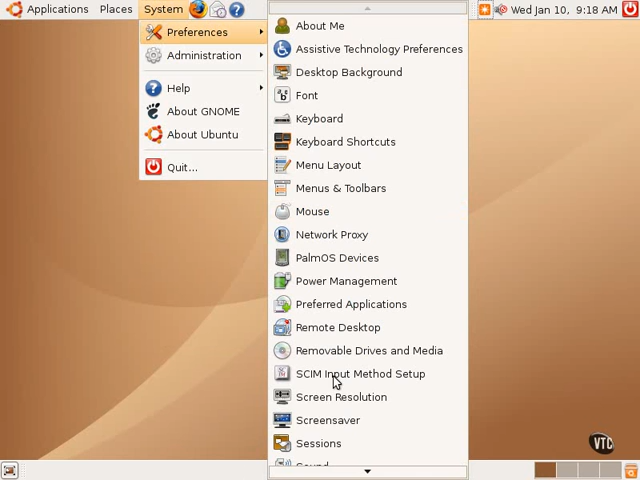 Applications Places System Wed Jan 10, 9:18 AM
Preferences
Administration
Help
About GNOME
About Ubuntu
Quit...
About Me
Assistive Technology Preferences
Desktop Background
Font
Keyboard
Keyboard Shortcuts
Menu Layout
Menus & Toolbars
Mouse
Network Proxy
PalmOS Devices
Power Management
Preferred Applications
Remote Desktop
Removable Drives and Media
SCIM Input Method Setup
Screen Resolution
Screensaver
Sessions
Sound
VTC